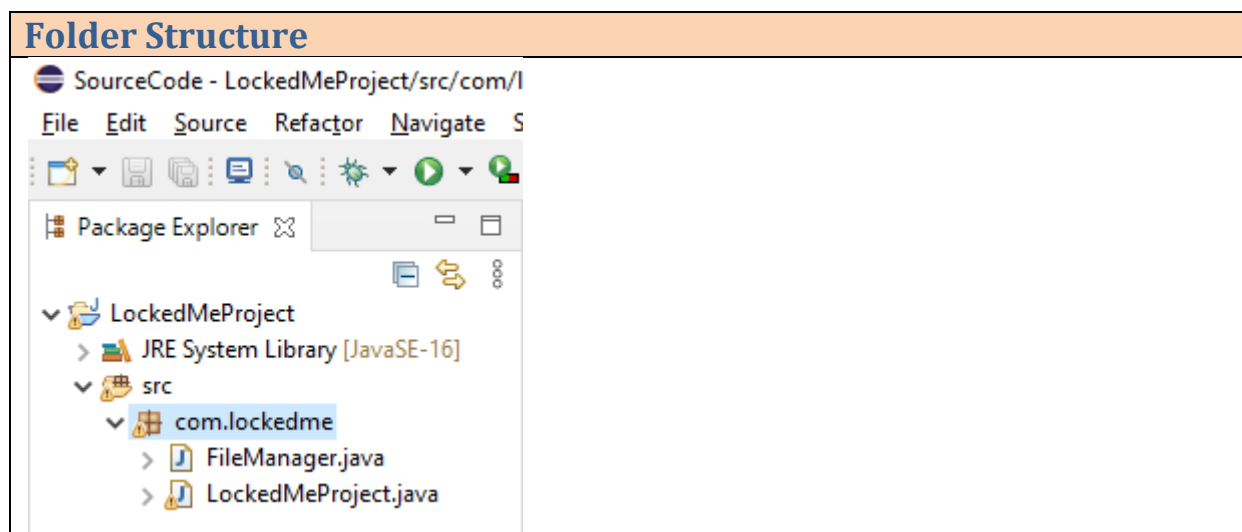 Folder Structure
SourceCode - LockedMeProject/src/com/l
File Edit Source Refactor Navigate S
Package Explorer
LockedMeProject
JRE System Library [JavaSE-16]
src
com.lockedme
FileManager.java
LockedMeProject.java